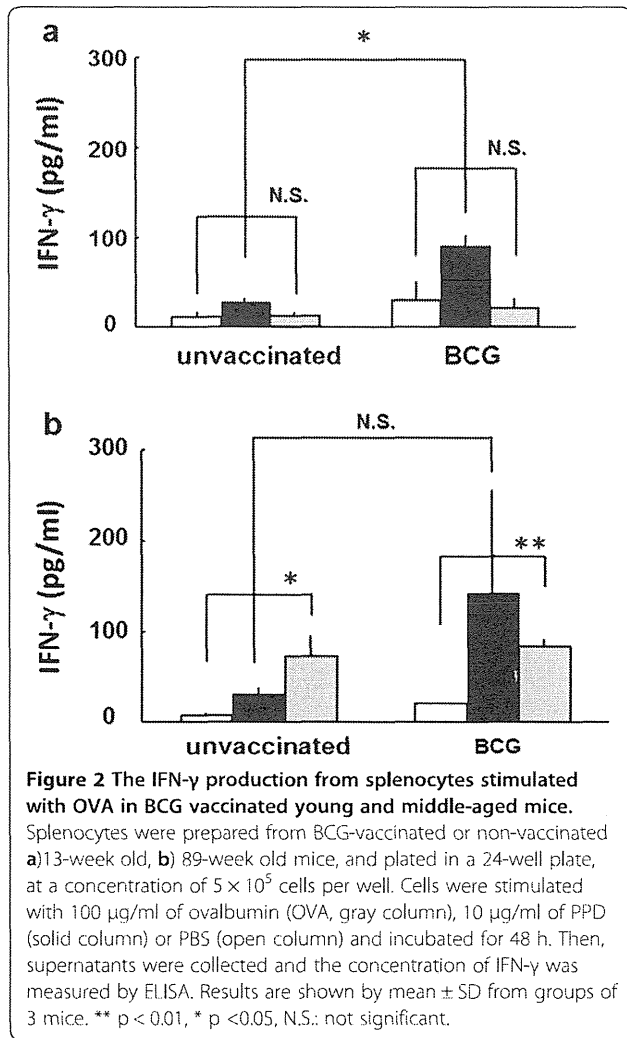 a
*
300
N.S.
200
N.S.
100
0
IFN-γ (pg/ml)
unvaccinated BCG
b
N.S.
300
**
200
*
100
0
IFN-γ (pg/ml)
unvaccinated BCG
Figure 2 The IFN-γ production from splenocytes stimulated
with OVA in BCG vaccinated young and middle-aged mice.
Splenocytes were prepared from BCG-vaccinated or non-vaccinated
a)13-week old, b) 89-week old mice, and plated in a 24-well plate,
at a concentration of 5 × 10⁵ cells per well. Cells were stimulated
with 100 μg/ml of ovalbumin (OVA, gray column), 10 μg/ml of PPD
(solid column) or PBS (open column) and incubated for 48 h. Then,
supernatants were collected and the concentration of IFN-γ was
measured by ELISA. Results are shown by mean ± SD from groups of
3 mice. ** p < 0.01, * p <0.05, N.S.: not significant.